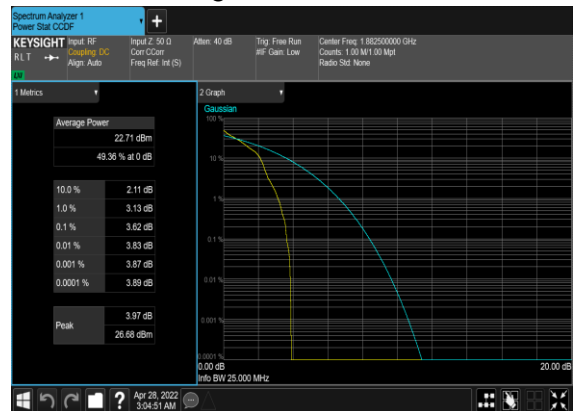 Spectrum Analyzer 1
Power Stat CCDF
KEYSIGHT
RLT
LW
Input: RF
Coupling: DC
Align: Auto
Input Z: 50 Ω
Corr CCorr
Freq Ref: Int (S)
Atten: 40 dB
Trig: Free Run
#IF Gain: Low
Center Freq: 1.882500000 GHz
Counts: 1.00 M/1.00 Mpt
Radio Std: None
1 Metrics
Average Power
22.71 dBm
49.36 % at 0 dB
10.0 % 2.11 dB
1.0 % 3.13 dB
0.1 % 3.62 dB
0.01 % 3.83 dB
0.001 % 3.87 dB
0.0001 % 3.89 dB
Peak
3.97 dB
26.68 dBm
2 Graph
Gaussian
100 %
10 %
1 %
0.1 %
0.01 %
0.001 %
0.0001 %
0.00 dB 20.00 dB
Info BW 25.000 MHz
Apr 28, 2022
3:04:51 AM